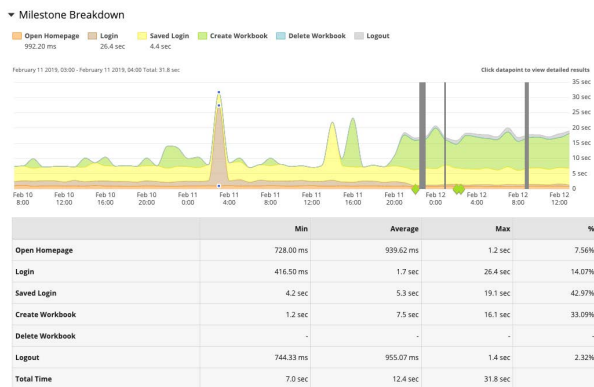 Milestone Breakdown
Open Homepage Login Saved Login Create Workbook Delete Workbook Logout
992.20 ms 26.4 sec 4.4 sec
February 11 2019, 03:00 - February 11 2019, 04:00 Total: 31.8 sec Click datapoint to view detailed results
35 sec
30 sec
25 sec
20 sec
15 sec
10 sec
5 sec
0
Feb 10 Feb 10 Feb 10 Feb 10 Feb 11 Feb 11 Feb 11 Feb 11 Feb 11 Feb 11 Feb 12 Feb 12 Feb 12 Feb 12
8:00 12:00 16:00 20:00 0:00 4:00 8:00 12:00 16:00 20:00 0:00 4:00 8:00 12:00
Min Average Max %
Open Homepage 728.00 ms 939.62 ms 1.2 sec 7.56%
Login 416.50 ms 1.7 sec 26.4 sec 14.07%
Saved Login 4.2 sec 5.3 sec 19.1 sec 42.97%
Create Workbook 1.2 sec 7.5 sec 16.1 sec 33.09%
Delete Workbook - - - -
Logout 744.33 ms 955.07 ms 1.4 sec 2.32%
Total Time 7.0 sec 12.4 sec 31.8 sec